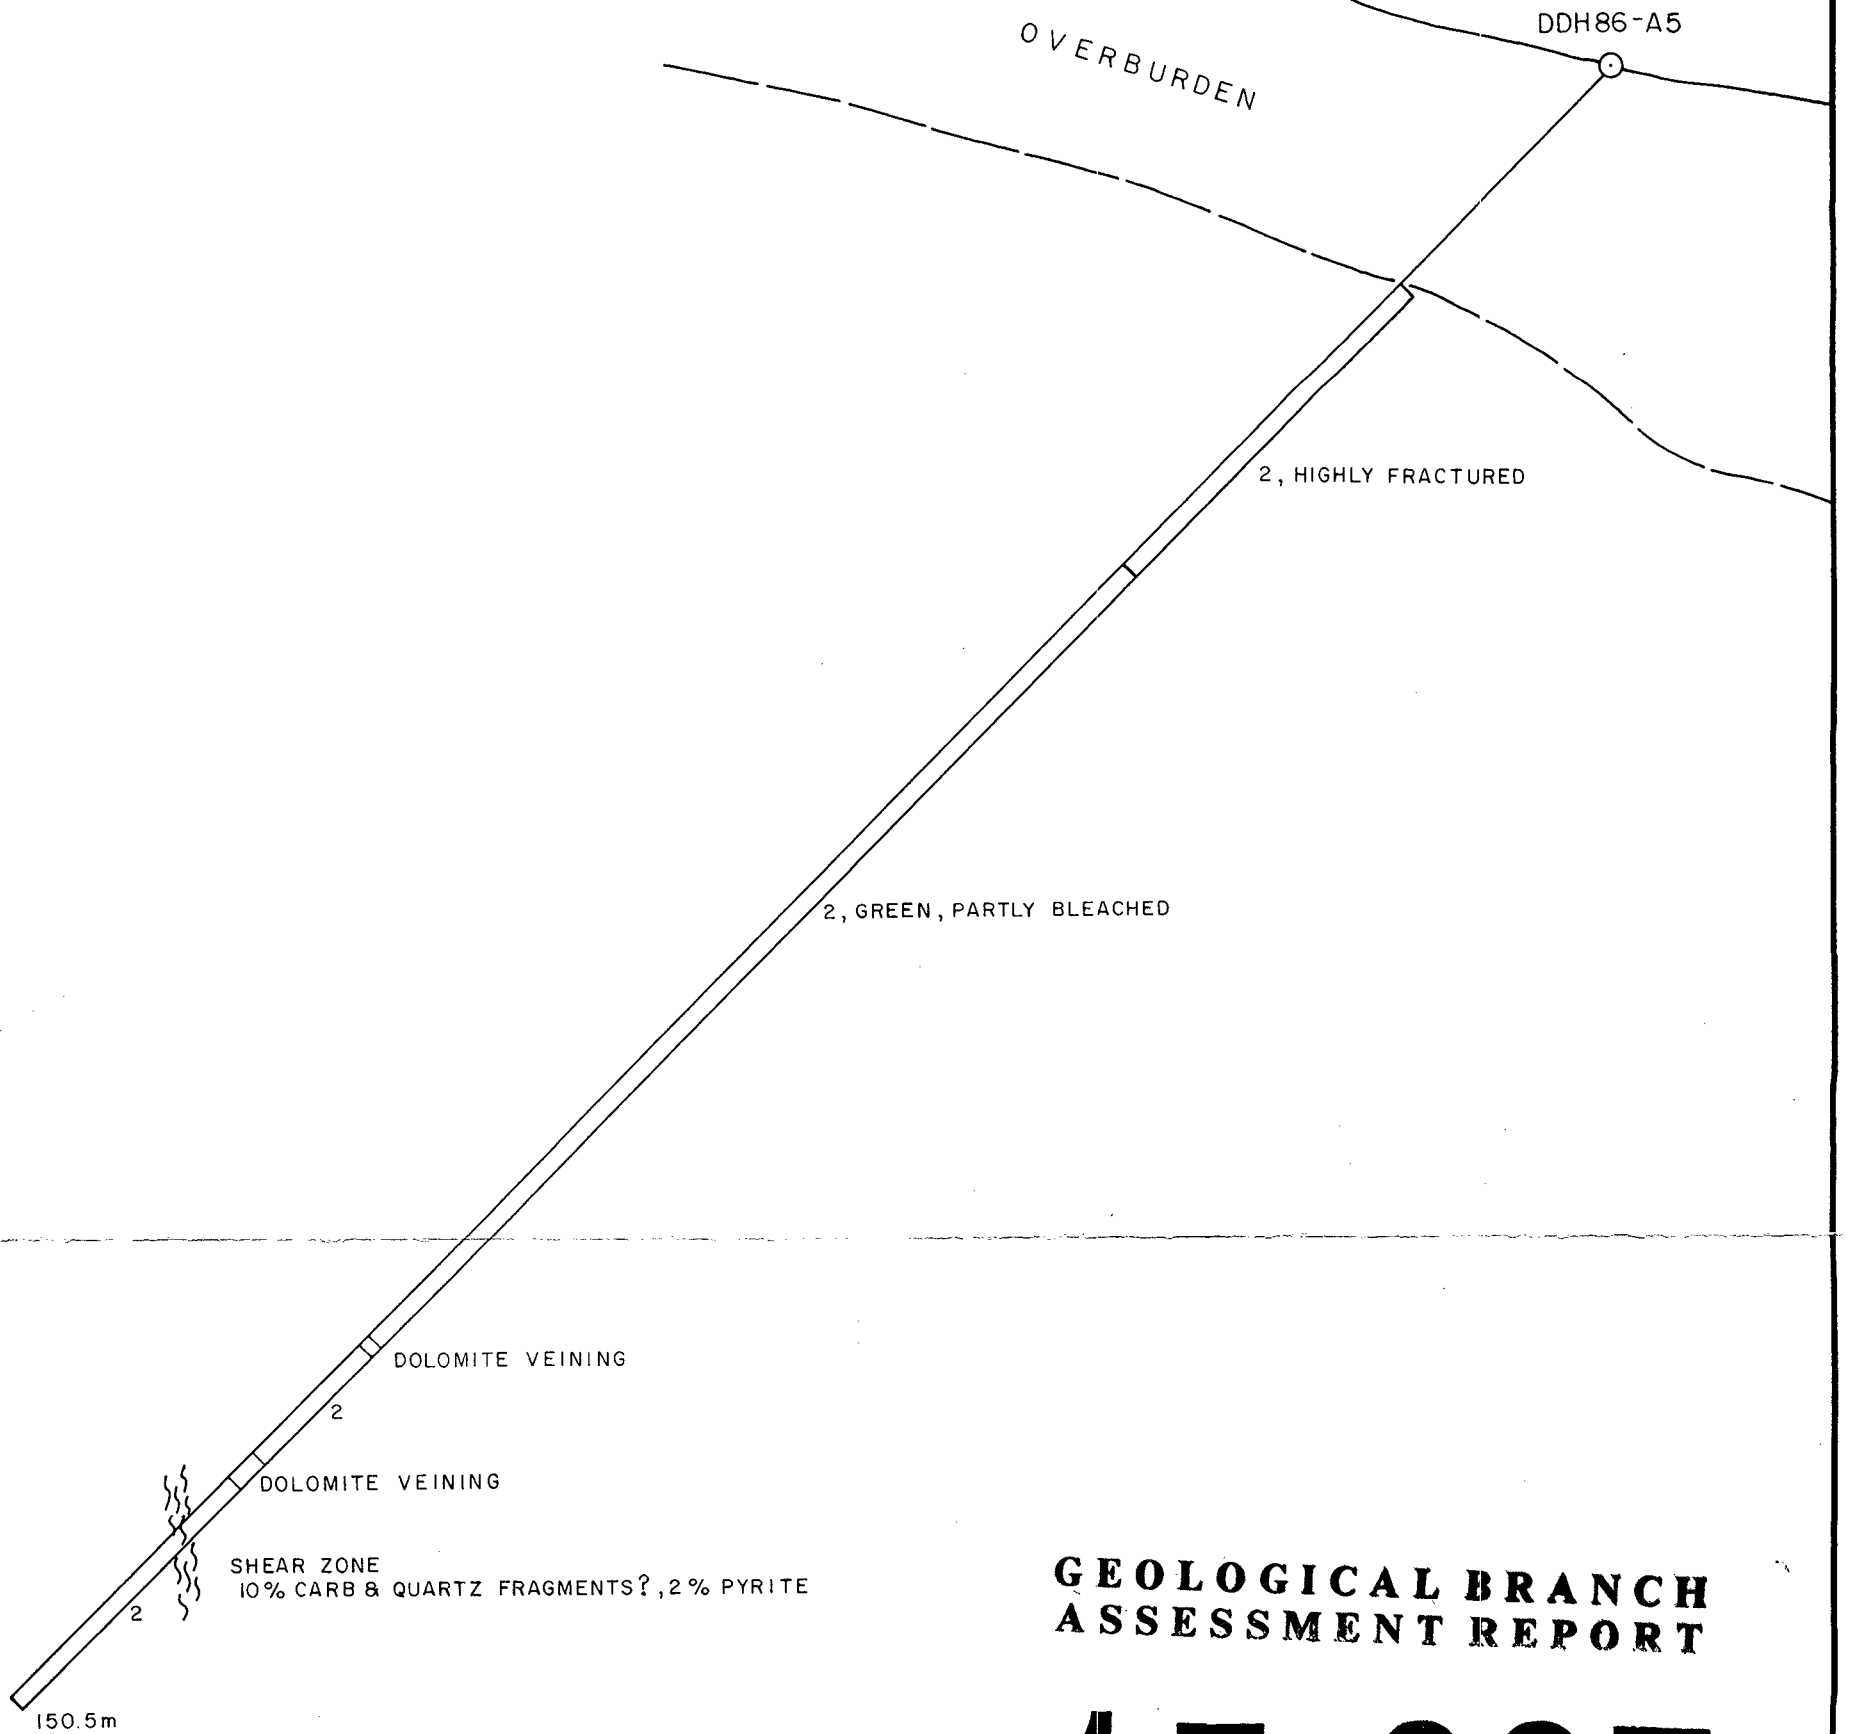 DDH86-A5
OVERBURDEN
2, HIGHLY FRACTURED
2, GREEN, PARTLY BLEACHED
DOLOMITE VEINING
2
DOLOMITE VEINING
SHEAR ZONE
10% CARB & QUARTZ FRAGMENTS?, 2% PYRITE
2
150.5m
GEOLOGICAL BRANCH
ASSESSMENT REPORT